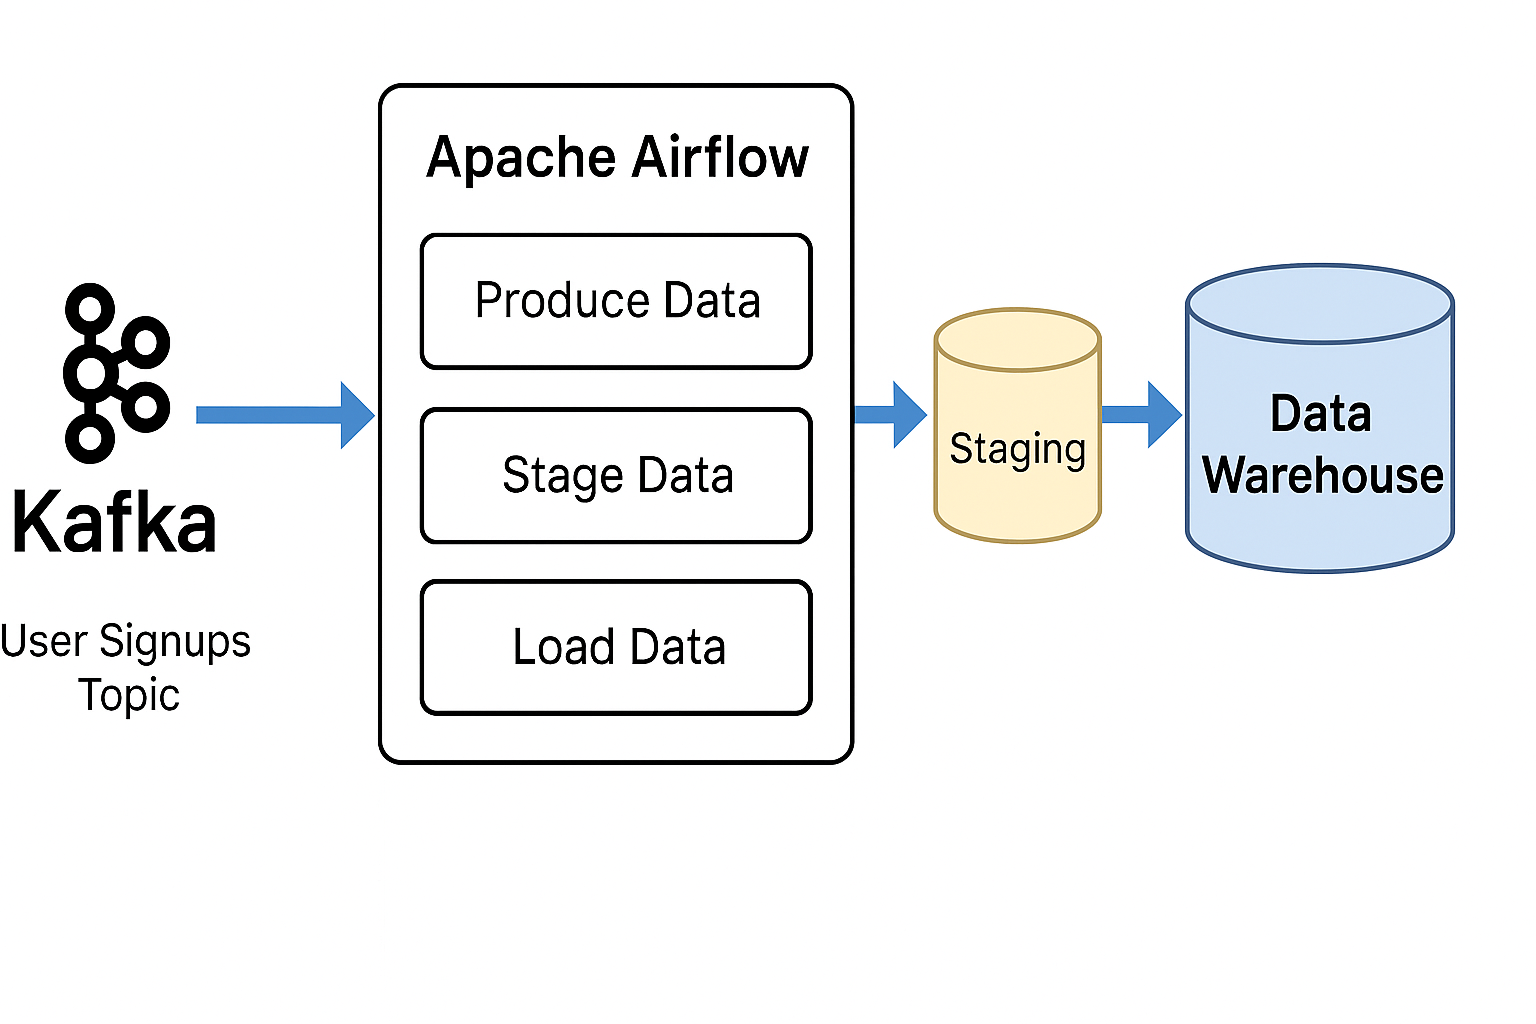 Kafka
User Signups
Topic
Apache Airflow
Produce Data
Stage Data
Load Data
Staging
Data
Warehouse